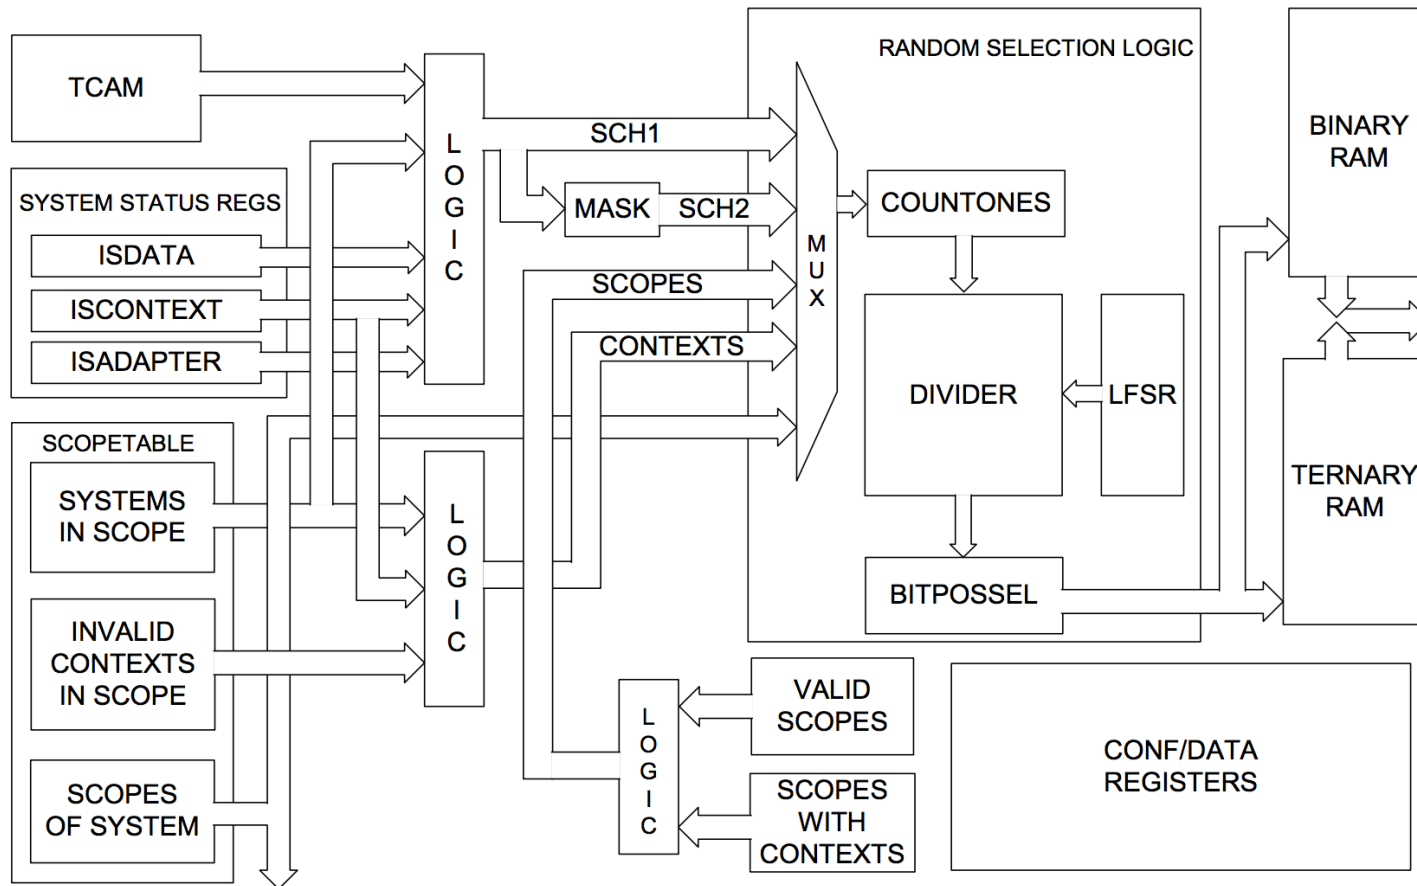 TCAM
SYSTEM STATUS REGS
ISDATA
ISCONTEXT
ISADAPTER
SCOPETABLE
SYSTEMS
IN SCOPE
INVALID
CONTEXTS
IN SCOPE
SCOPES
OF SYSTEM
L
O
G
I
C
L
O
G
I
C
SCH1
MASK
SCH2
SCOPES
CONTEXTS
RANDOM SELECTION LOGIC
M
U
X
COUNTONES
DIVIDER
LFSR
BITPOSSEL
L
O
G
I
C
VALID
SCOPES
SCOPES
WITH
CONTEXTS
BINARY
RAM
TERNARY
RAM
CONF/DATA
REGISTERS